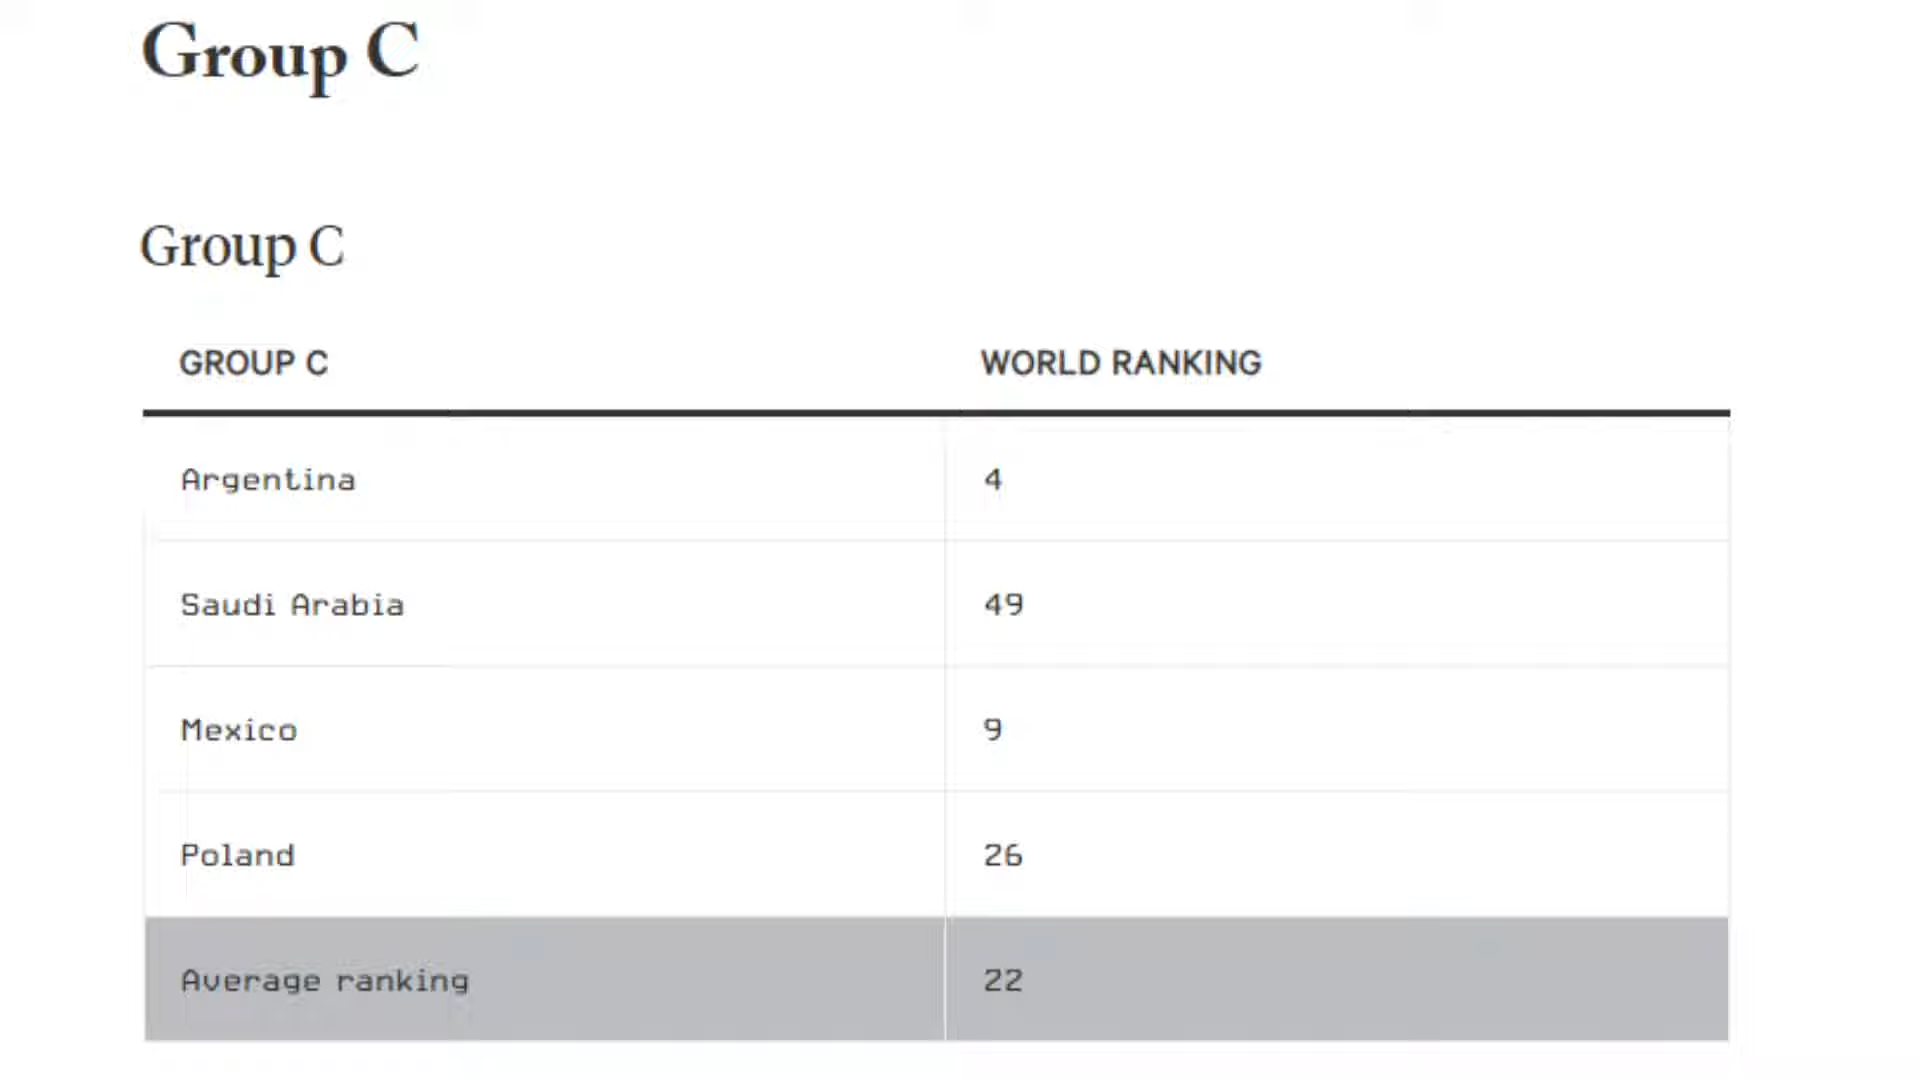 Group C
Group C
GROUP C WORLD RANKING
Argentina 4
Saudi Arabia 49
Mexico 9
Poland 26
Average ranking 22